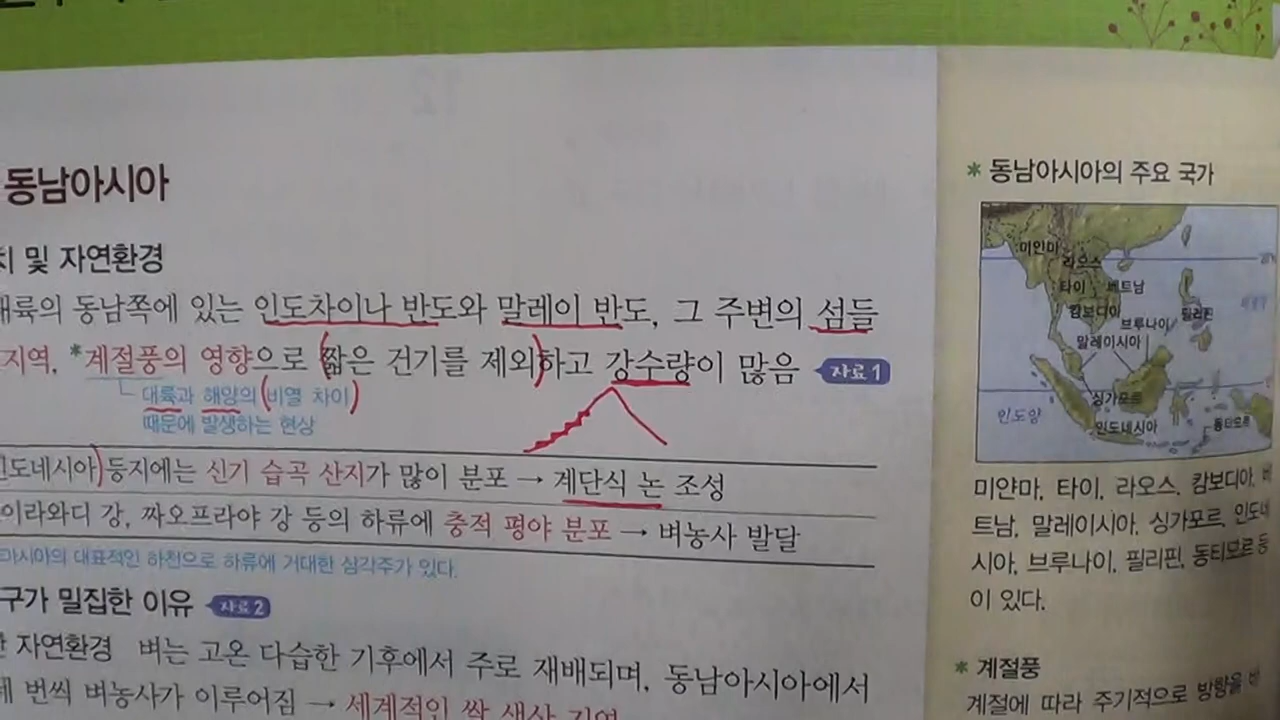 동남아시아
및 자연환경
대륙의 동남쪽에 있는 인도차이나 반도와 말레이 반도, 그 주변의 섬들
지역, *계절풍의 영향으로 짧은 건기를 제외하고 강수량이 많음 자료1
대륙과 해양의 비열 차이
때문에 발생하는 현상
인도네시아 등지에는 신기 습곡 산지가 많이 분포 → 계단식 논 조성
이라와디 강, 짜오프라야 강 등의 하류에 충적 평야 분포 → 벼농사 발달
아시아의 대표적인 하천으로 하류에 거대한 삼각주가 있다.
구가 밀집한 이유 자료2
자연환경 벼는 고온 다습한 기후에서 주로 재배되며, 동남아시아에서
번씩 벼농사가 이루어짐 → 세계적인 쌀 생산 지역
* 동남아시아의 주요 국가
미얀마
라오스
타이
베트남
캄보디아
필리핀
브루나이
말레이시아
싱가포르
인도양
인도네시아
동티모르
미얀마, 타이, 라오스, 캄보디아, 베
트남, 말레이시아, 싱가포르, 인도네
시아, 브루나이, 필리핀, 동티모르 등
이 있다.
* 계절풍
계절에 따라 주기적으로 방향을 바